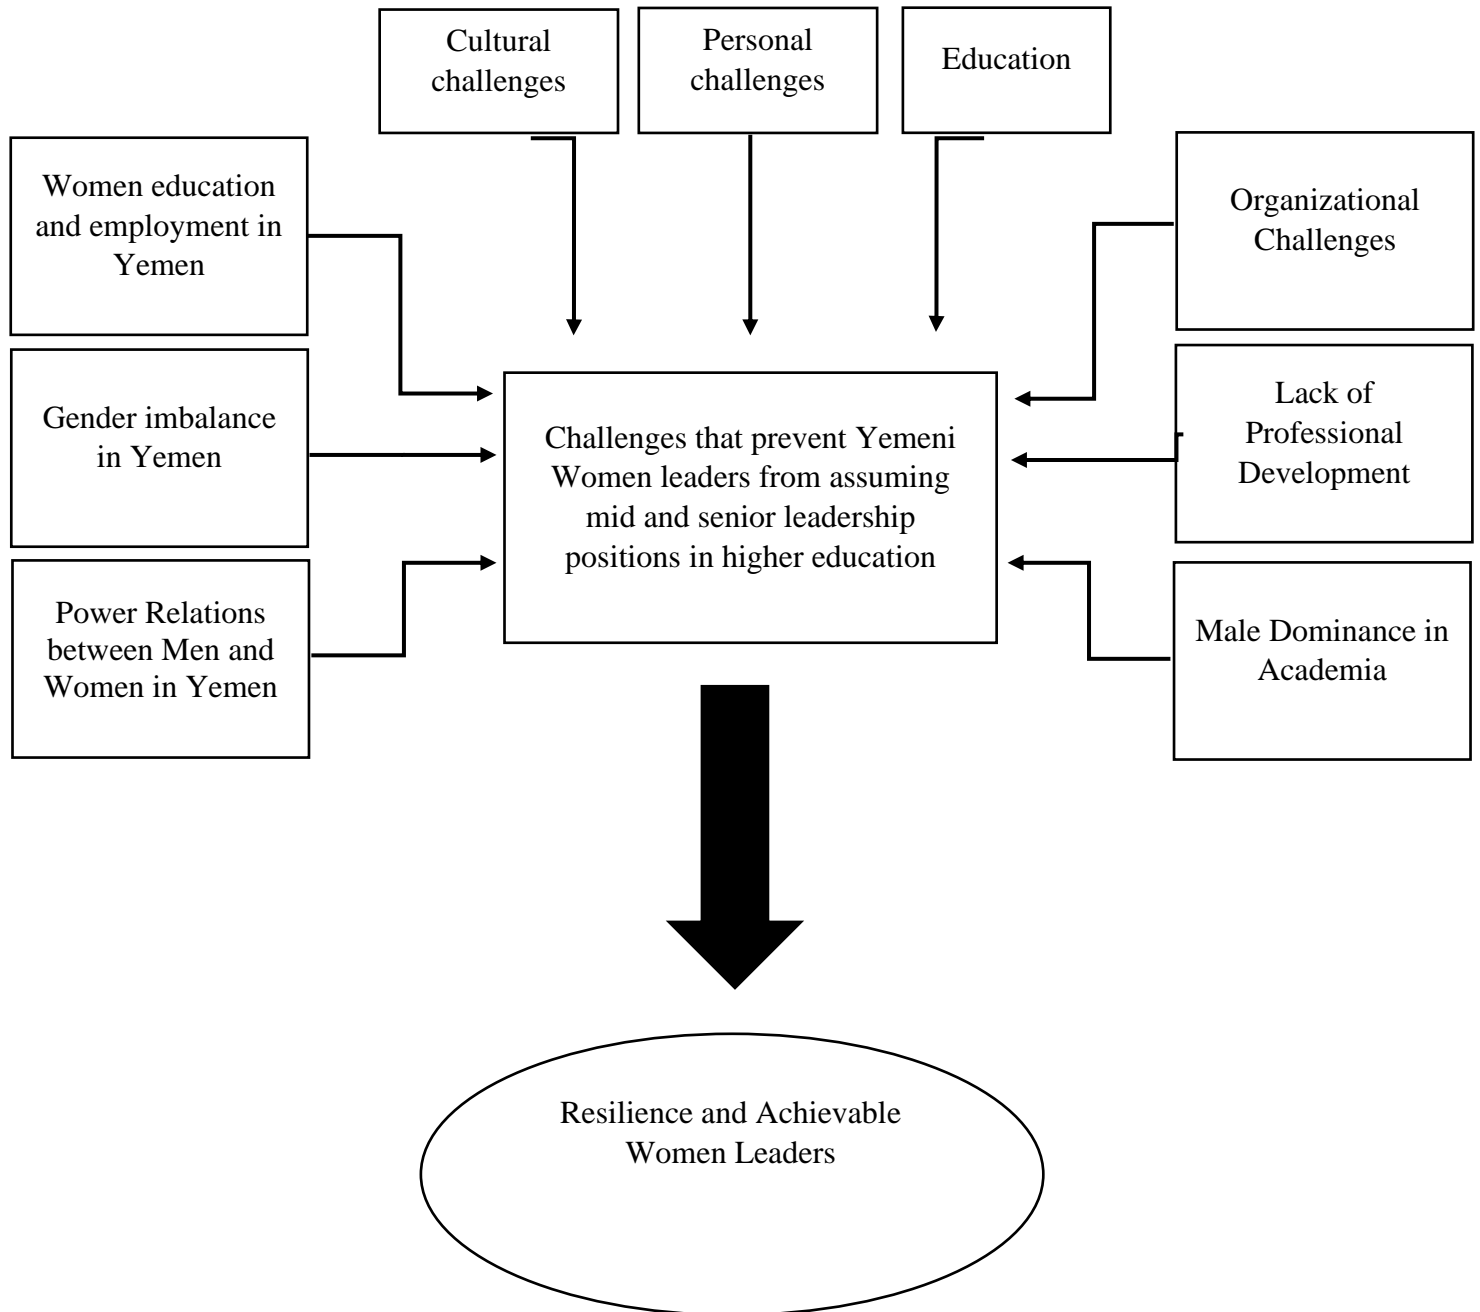 Cultural
challenges
Personal
challenges
Education
Women education
and employment in
Yemen
Organizational
Challenges
Gender imbalance
in Yemen
Challenges that prevent Yemeni
Women leaders from assuming
mid and senior leadership
positions in higher education
Lack of
Professional
Development
Power Relations
between Men and
Women in Yemen
Male Dominance in
Academia
Resilience and Achievable
Women Leaders